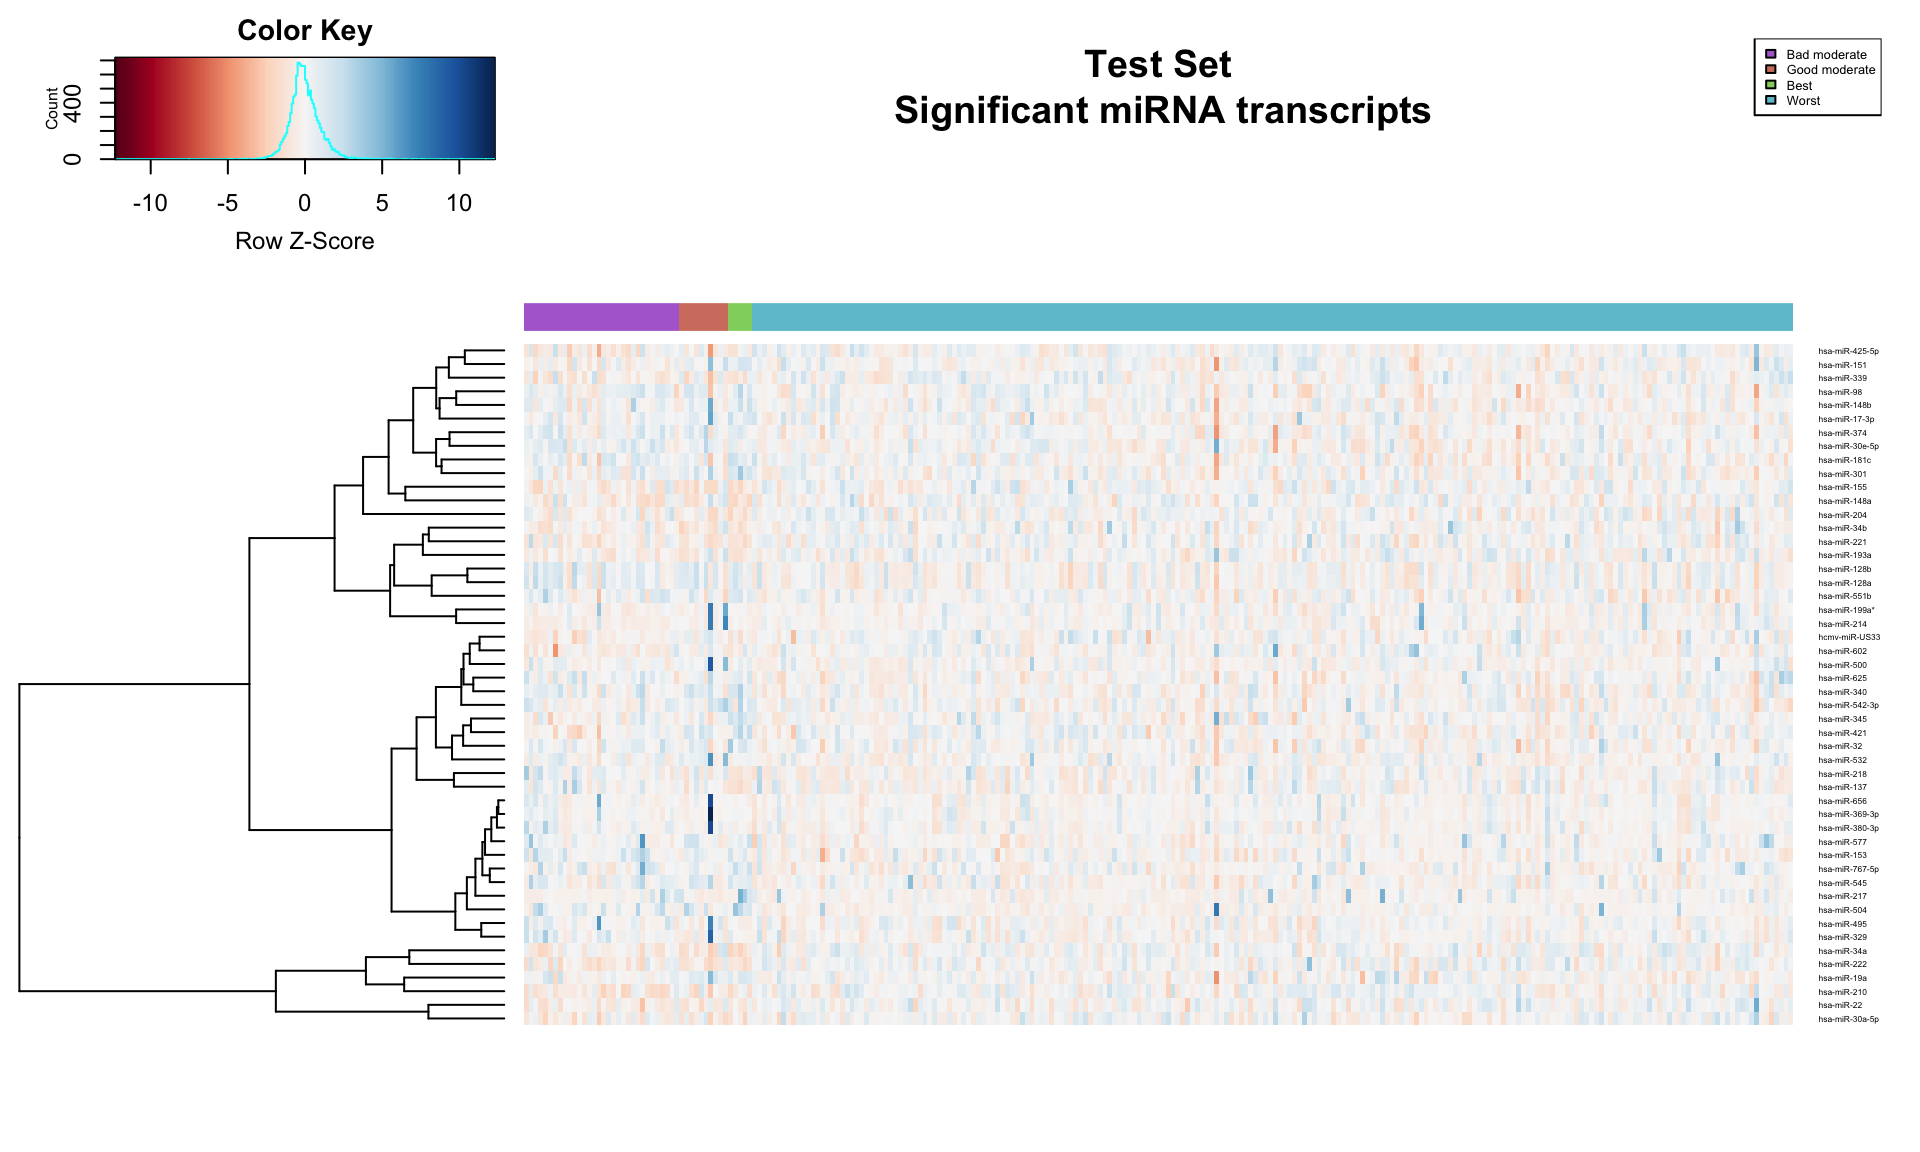 Color Key
Count
0
400
-10 -5 0 5 10
Row Z-Score
Test Set
Significant miRNA transcripts
Bad moderate
Good moderate
Best
Worst
hsa-miR-425-5p
hsa-miR-151
hsa-miR-339
hsa-miR-98
hsa-miR-148b
hsa-miR-17-3p
hsa-miR-374
hsa-miR-30e-5p
hsa-miR-181c
hsa-miR-301
hsa-miR-155
hsa-miR-148a
hsa-miR-204
hsa-miR-34b
hsa-miR-221
hsa-miR-193a
hsa-miR-128b
hsa-miR-128a
hsa-miR-551b
hsa-miR-199a*
hsa-miR-214
hcmv-miR-US33
hsa-miR-602
hsa-miR-500
hsa-miR-625
hsa-miR-340
hsa-miR-542-3p
hsa-miR-345
hsa-miR-421
hsa-miR-32
hsa-miR-532
hsa-miR-218
hsa-miR-137
hsa-miR-656
hsa-miR-369-3p
hsa-miR-380-3p
hsa-miR-577
hsa-miR-153
hsa-miR-767-5p
hsa-miR-545
hsa-miR-217
hsa-miR-504
hsa-miR-495
hsa-miR-329
hsa-miR-34a
hsa-miR-222
hsa-miR-19a
hsa-miR-210
hsa-miR-22
hsa-miR-30a-5p